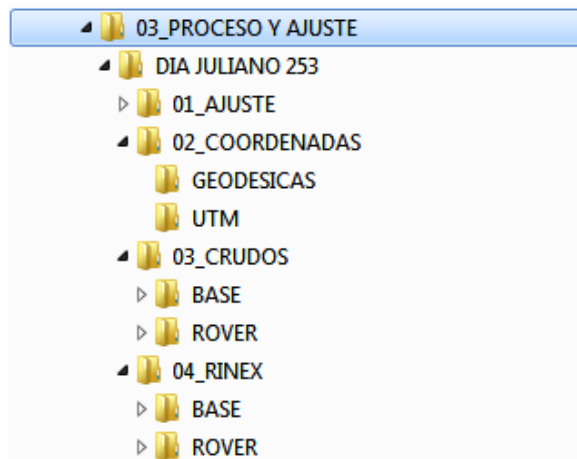 03_PROCESO Y AJUSTE
DIA JULIANO 253
01_AJUSTE
02_COORDENADAS
GEODESICAS
UTM
03_CRUDOS
BASE
ROVER
04_RINEX
BASE
ROVER